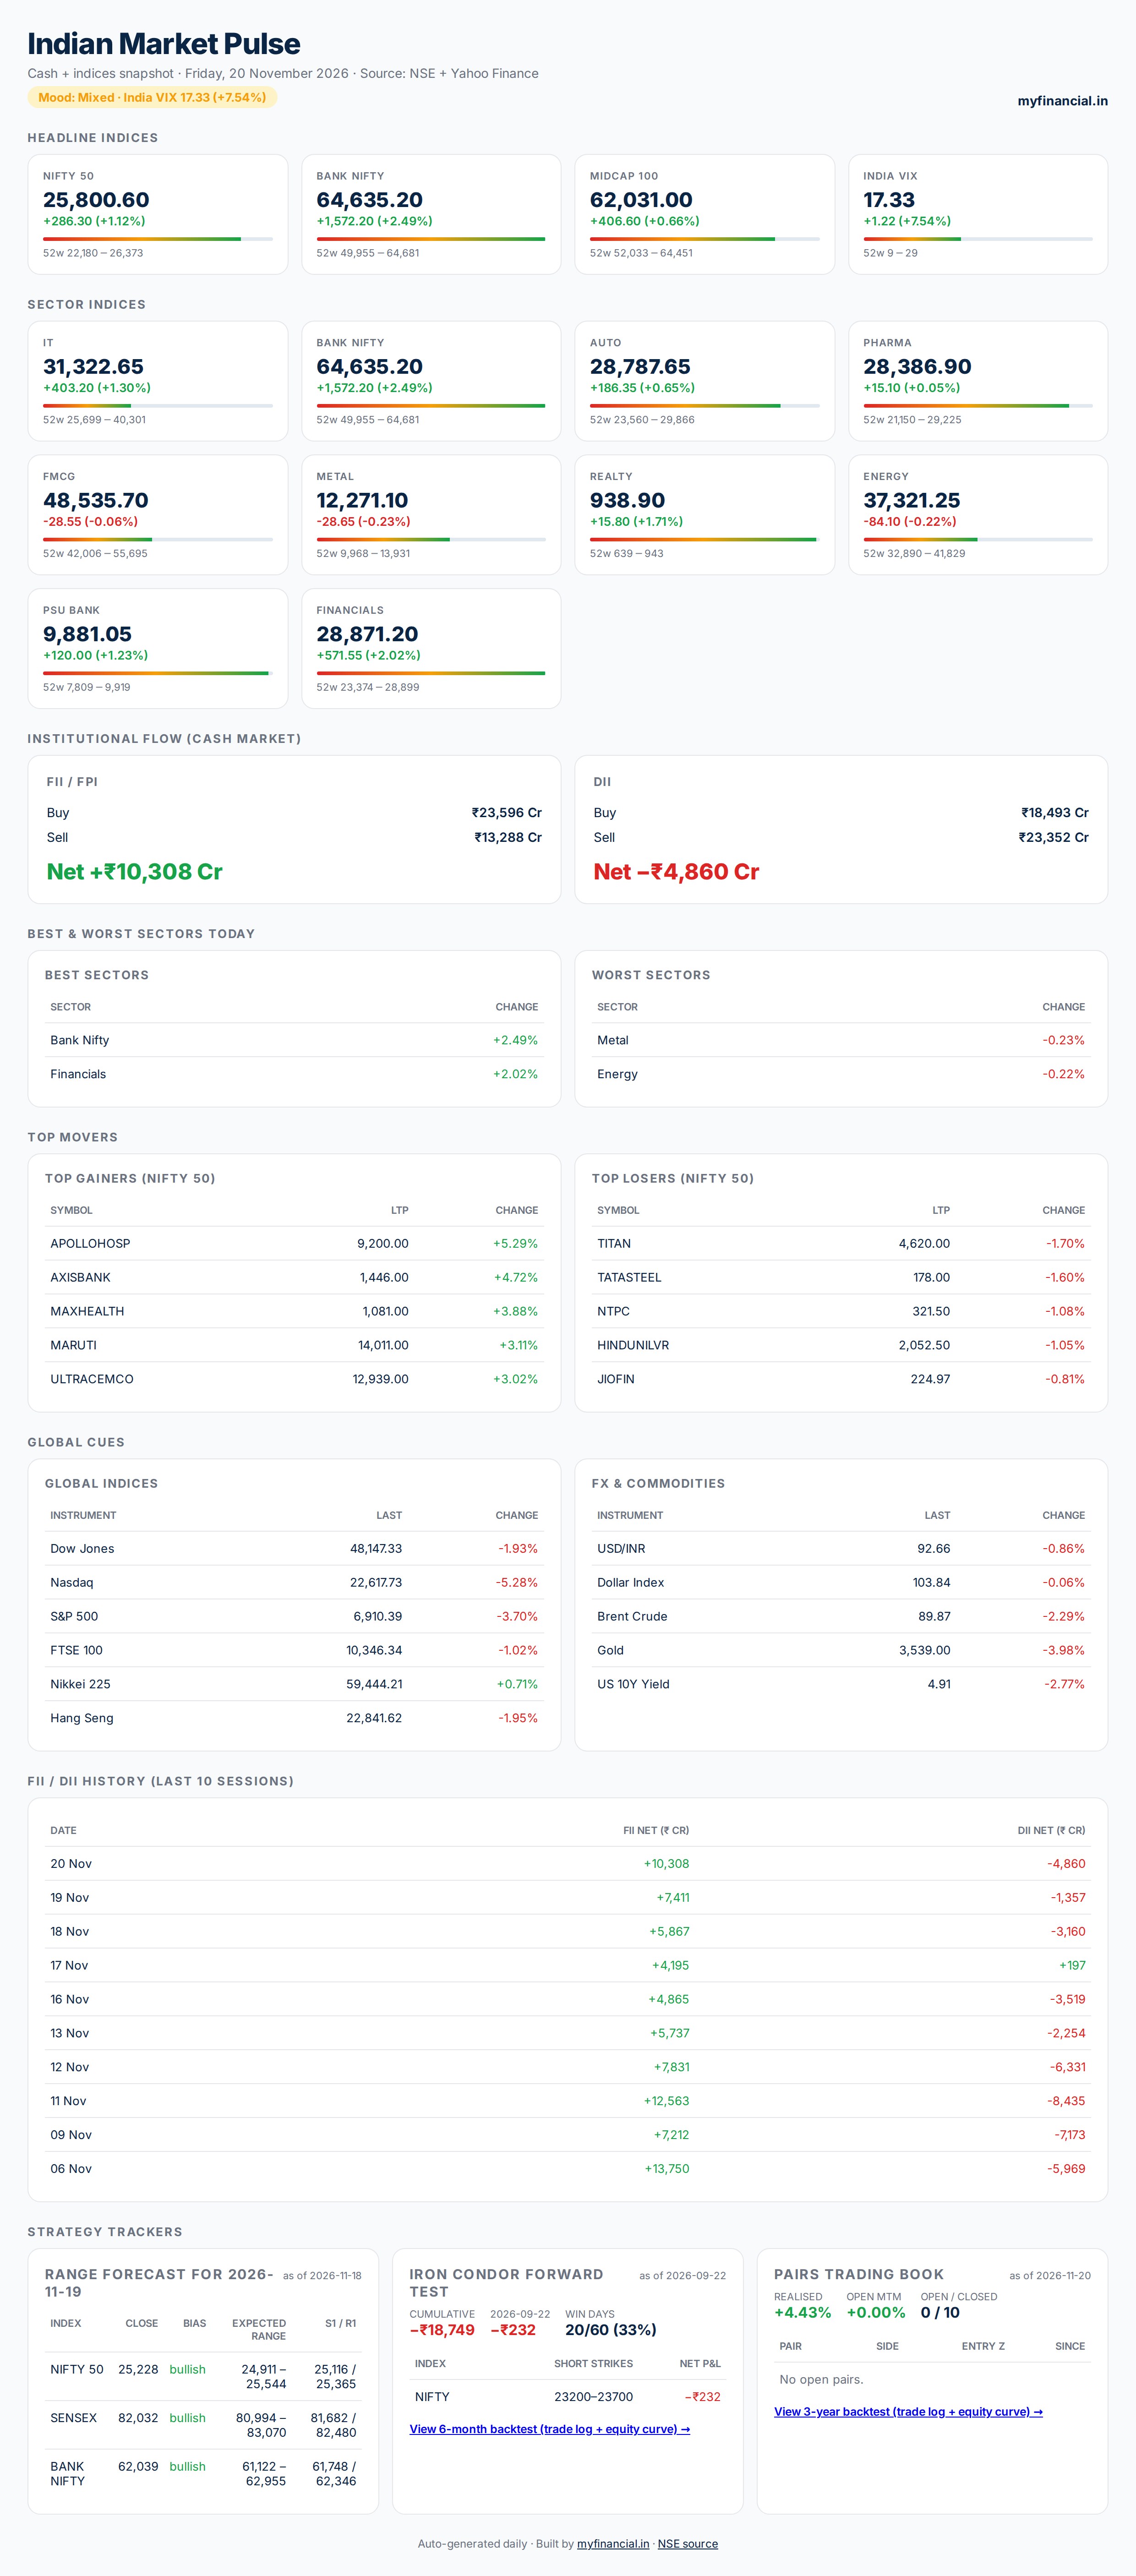 Indian Market Pulse
Cash + indices snapshot · Friday, 20 November 2026 · Source: NSE + Yahoo Finance
Mood: Mixed · India VIX 17.33 (+7.54%)
myfinancial.in
HEADLINE INDICES
NIFTY 50
25,800.60
+286.30 (+1.12%)
52w 22,180 – 26,373
BANK NIFTY
64,635.20
+1,572.20 (+2.49%)
52w 49,955 – 64,681
MIDCAP 100
62,031.00
+406.60 (+0.66%)
52w 52,033 – 64,451
INDIA VIX
17.33
+1.22 (+7.54%)
52w 9 – 29
SECTOR INDICES
IT
31,322.65
+403.20 (+1.30%)
52w 25,699 – 40,301
BANK NIFTY
64,635.20
+1,572.20 (+2.49%)
52w 49,955 – 64,681
AUTO
28,787.65
+186.35 (+0.65%)
52w 23,560 – 29,866
PHARMA
28,386.90
+15.10 (+0.05%)
52w 21,150 – 29,225
FMCG
48,535.70
-28.55 (-0.06%)
52w 42,006 – 55,695
METAL
12,271.10
-28.65 (-0.23%)
52w 9,968 – 13,931
REALTY
938.90
+15.80 (+1.71%)
52w 639 – 943
ENERGY
37,321.25
-84.10 (-0.22%)
52w 32,890 – 41,829
PSU BANK
9,881.05
+120.00 (+1.23%)
52w 7,809 – 9,919
FINANCIALS
28,871.20
+571.55 (+2.02%)
52w 23,374 – 28,899
INSTITUTIONAL FLOW (CASH MARKET)
FII / FPI
Buy ₹23,596 Cr
Sell ₹13,288 Cr
Net +₹10,308 Cr
DII
Buy ₹18,493 Cr
Sell ₹23,352 Cr
Net −₹4,860 Cr
BEST & WORST SECTORS TODAY
BEST SECTORS
SECTOR CHANGE
Bank Nifty +2.49%
Financials +2.02%
WORST SECTORS
SECTOR CHANGE
Metal -0.23%
Energy -0.22%
TOP MOVERS
TOP GAINERS (NIFTY 50)
SYMBOL LTP CHANGE
APOLLOHOSP 9,200.00 +5.29%
AXISBANK 1,446.00 +4.72%
MAXHEALTH 1,081.00 +3.88%
MARUTI 14,011.00 +3.11%
ULTRACEMCO 12,939.00 +3.02%
TOP LOSERS (NIFTY 50)
SYMBOL LTP CHANGE
TITAN 4,620.00 -1.70%
TATASTEEL 178.00 -1.60%
NTPC 321.50 -1.08%
HINDUNILVR 2,052.50 -1.05%
JIOFIN 224.97 -0.81%
GLOBAL CUES
GLOBAL INDICES
INSTRUMENT LAST CHANGE
Dow Jones 48,147.33 -1.93%
Nasdaq 22,617.73 -5.28%
S&P 500 6,910.39 -3.70%
FTSE 100 10,346.34 -1.02%
Nikkei 225 59,444.21 +0.71%
Hang Seng 22,841.62 -1.95%
FX & COMMODITIES
INSTRUMENT LAST CHANGE
USD/INR 92.66 -0.86%
Dollar Index 103.84 -0.06%
Brent Crude 89.87 -2.29%
Gold 3,539.00 -3.98%
US 10Y Yield 4.91 -2.77%
FII / DII HISTORY (LAST 10 SESSIONS)
DATE FII NET (₹ CR) DII NET (₹ CR)
20 Nov +10,308 -4,860
19 Nov +7,411 -1,357
18 Nov +5,867 -3,160
17 Nov +4,195 +197
16 Nov +4,865 -3,519
13 Nov +5,737 -2,254
12 Nov +7,831 -6,331
11 Nov +12,563 -8,435
09 Nov +7,212 -7,173
06 Nov +13,750 -5,969
STRATEGY TRACKERS
RANGE FORECAST FOR 2026- as of 2026-11-18
11-19
INDEX CLOSE BIAS EXPECTED S1 / R1
RANGE
NIFTY 50 25,228 bullish 24,911 – 25,116 /
25,544 25,365
SENSEX 82,032 bullish 80,994 – 81,682 /
83,070 82,480
BANK 62,039 bullish 61,122 – 61,748 /
NIFTY 62,955 62,346
IRON CONDOR FORWARD as of 2026-09-22
TEST
CUMULATIVE 2026-09-22 WIN DAYS
−₹18,749 −₹232 20/60 (33%)
INDEX SHORT STRIKES NET P&L
NIFTY 23200–23700 −₹232
View 6-month backtest (trade log + equity curve) →
PAIRS TRADING BOOK as of 2026-11-20
REALISED OPEN MTM OPEN / CLOSED
+4.43% +0.00% 0 / 10
PAIR SIDE ENTRY Z SINCE
No open pairs.
View 3-year backtest (trade log + equity curve) →
Auto-generated daily · Built by myfinancial.in · NSE source